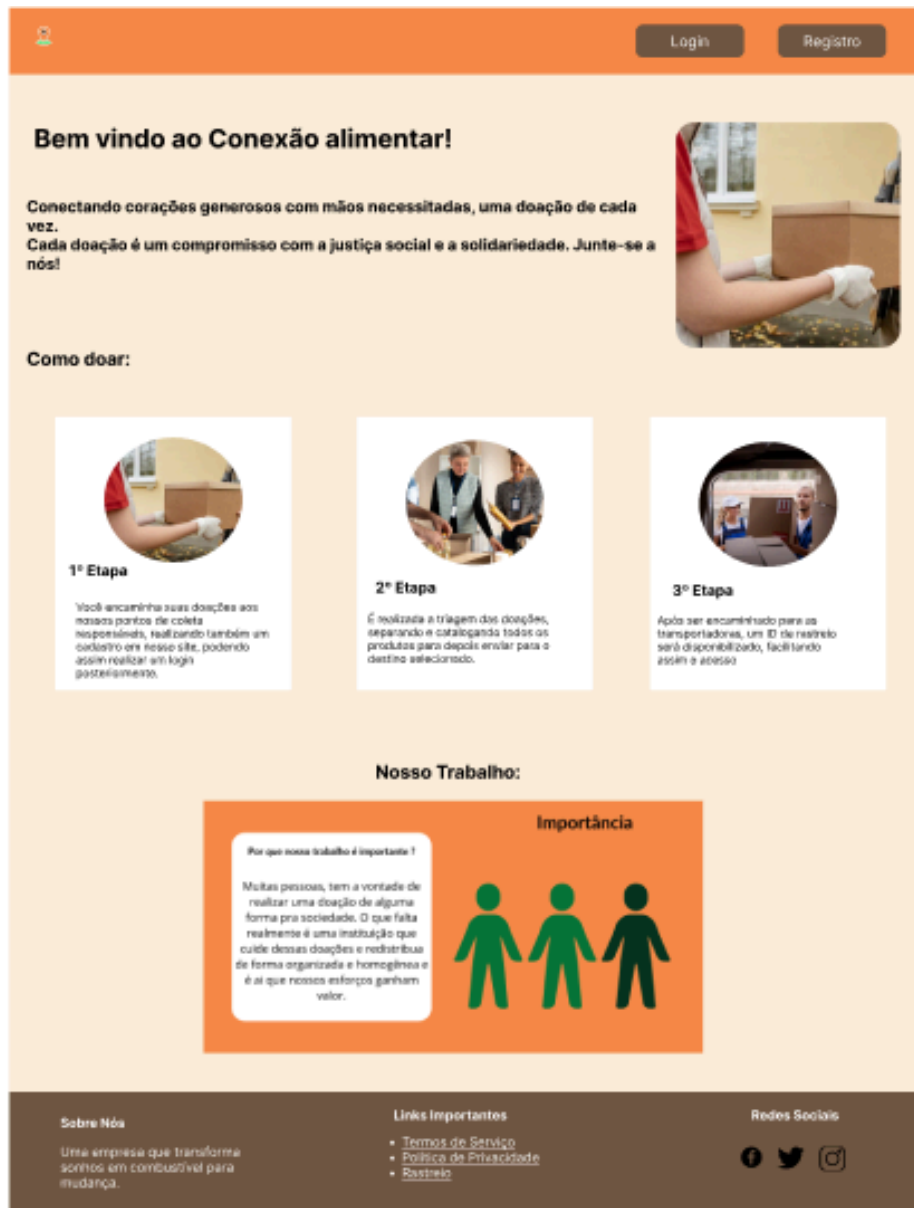 Login
Registro
Bem vindo ao Conexão alimentar!
Conectando corações generosos com mãos necessitadas, uma doação de cada
vez.
Cada doação é um compromisso com a justiça social e a solidariedade. Junte-se a
nós!
Como doar:
1º Etapa
Você encaminha suas doações aos
nossos pontos de coleta
responsáveis, realizando também um
cadastro em nosso site, podendo
assim realizar um login
posteriormente.
2º Etapa
É realizada a triagem das doações,
separando e catalogando todos os
produtos para depois enviar para o
destino selecionado.
3º Etapa
Após ser encaminhado para as
transportadoras, um ID de rastreio
será disponibilizado, facilitando
assim o acesso
Nosso Trabalho:
Importância
Por que nosso trabalho é importante ?
Muitas pessoas, tem a vontade de
realizar uma doação de alguma
forma pra sociedade. O que falta
realmente é uma instituição que
cuide dessas doações e redistribua
de forma organizada e homogênea e
é ai que nossos esforços ganham
valor.
Sobre Nós
Uma empresa que transforma
sonhos em combustível para
mudança.
Links Importantes
Termos de Serviço
Política de Privacidade
Rastreio
Redes Sociais